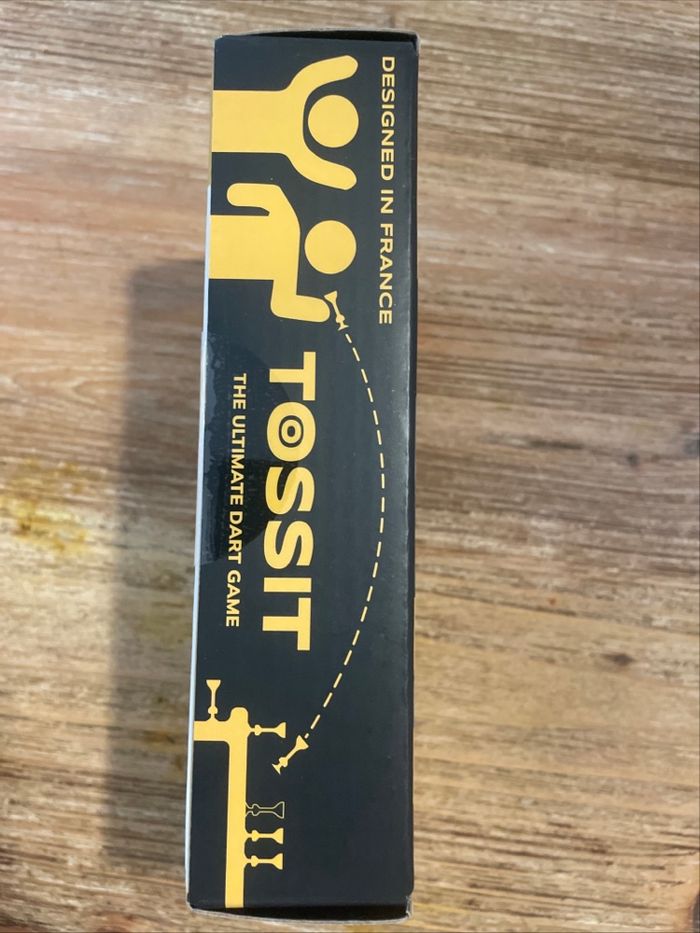 DESIGNED IN FRANCE
TOSSIT
THE ULTIMATE DART GAME